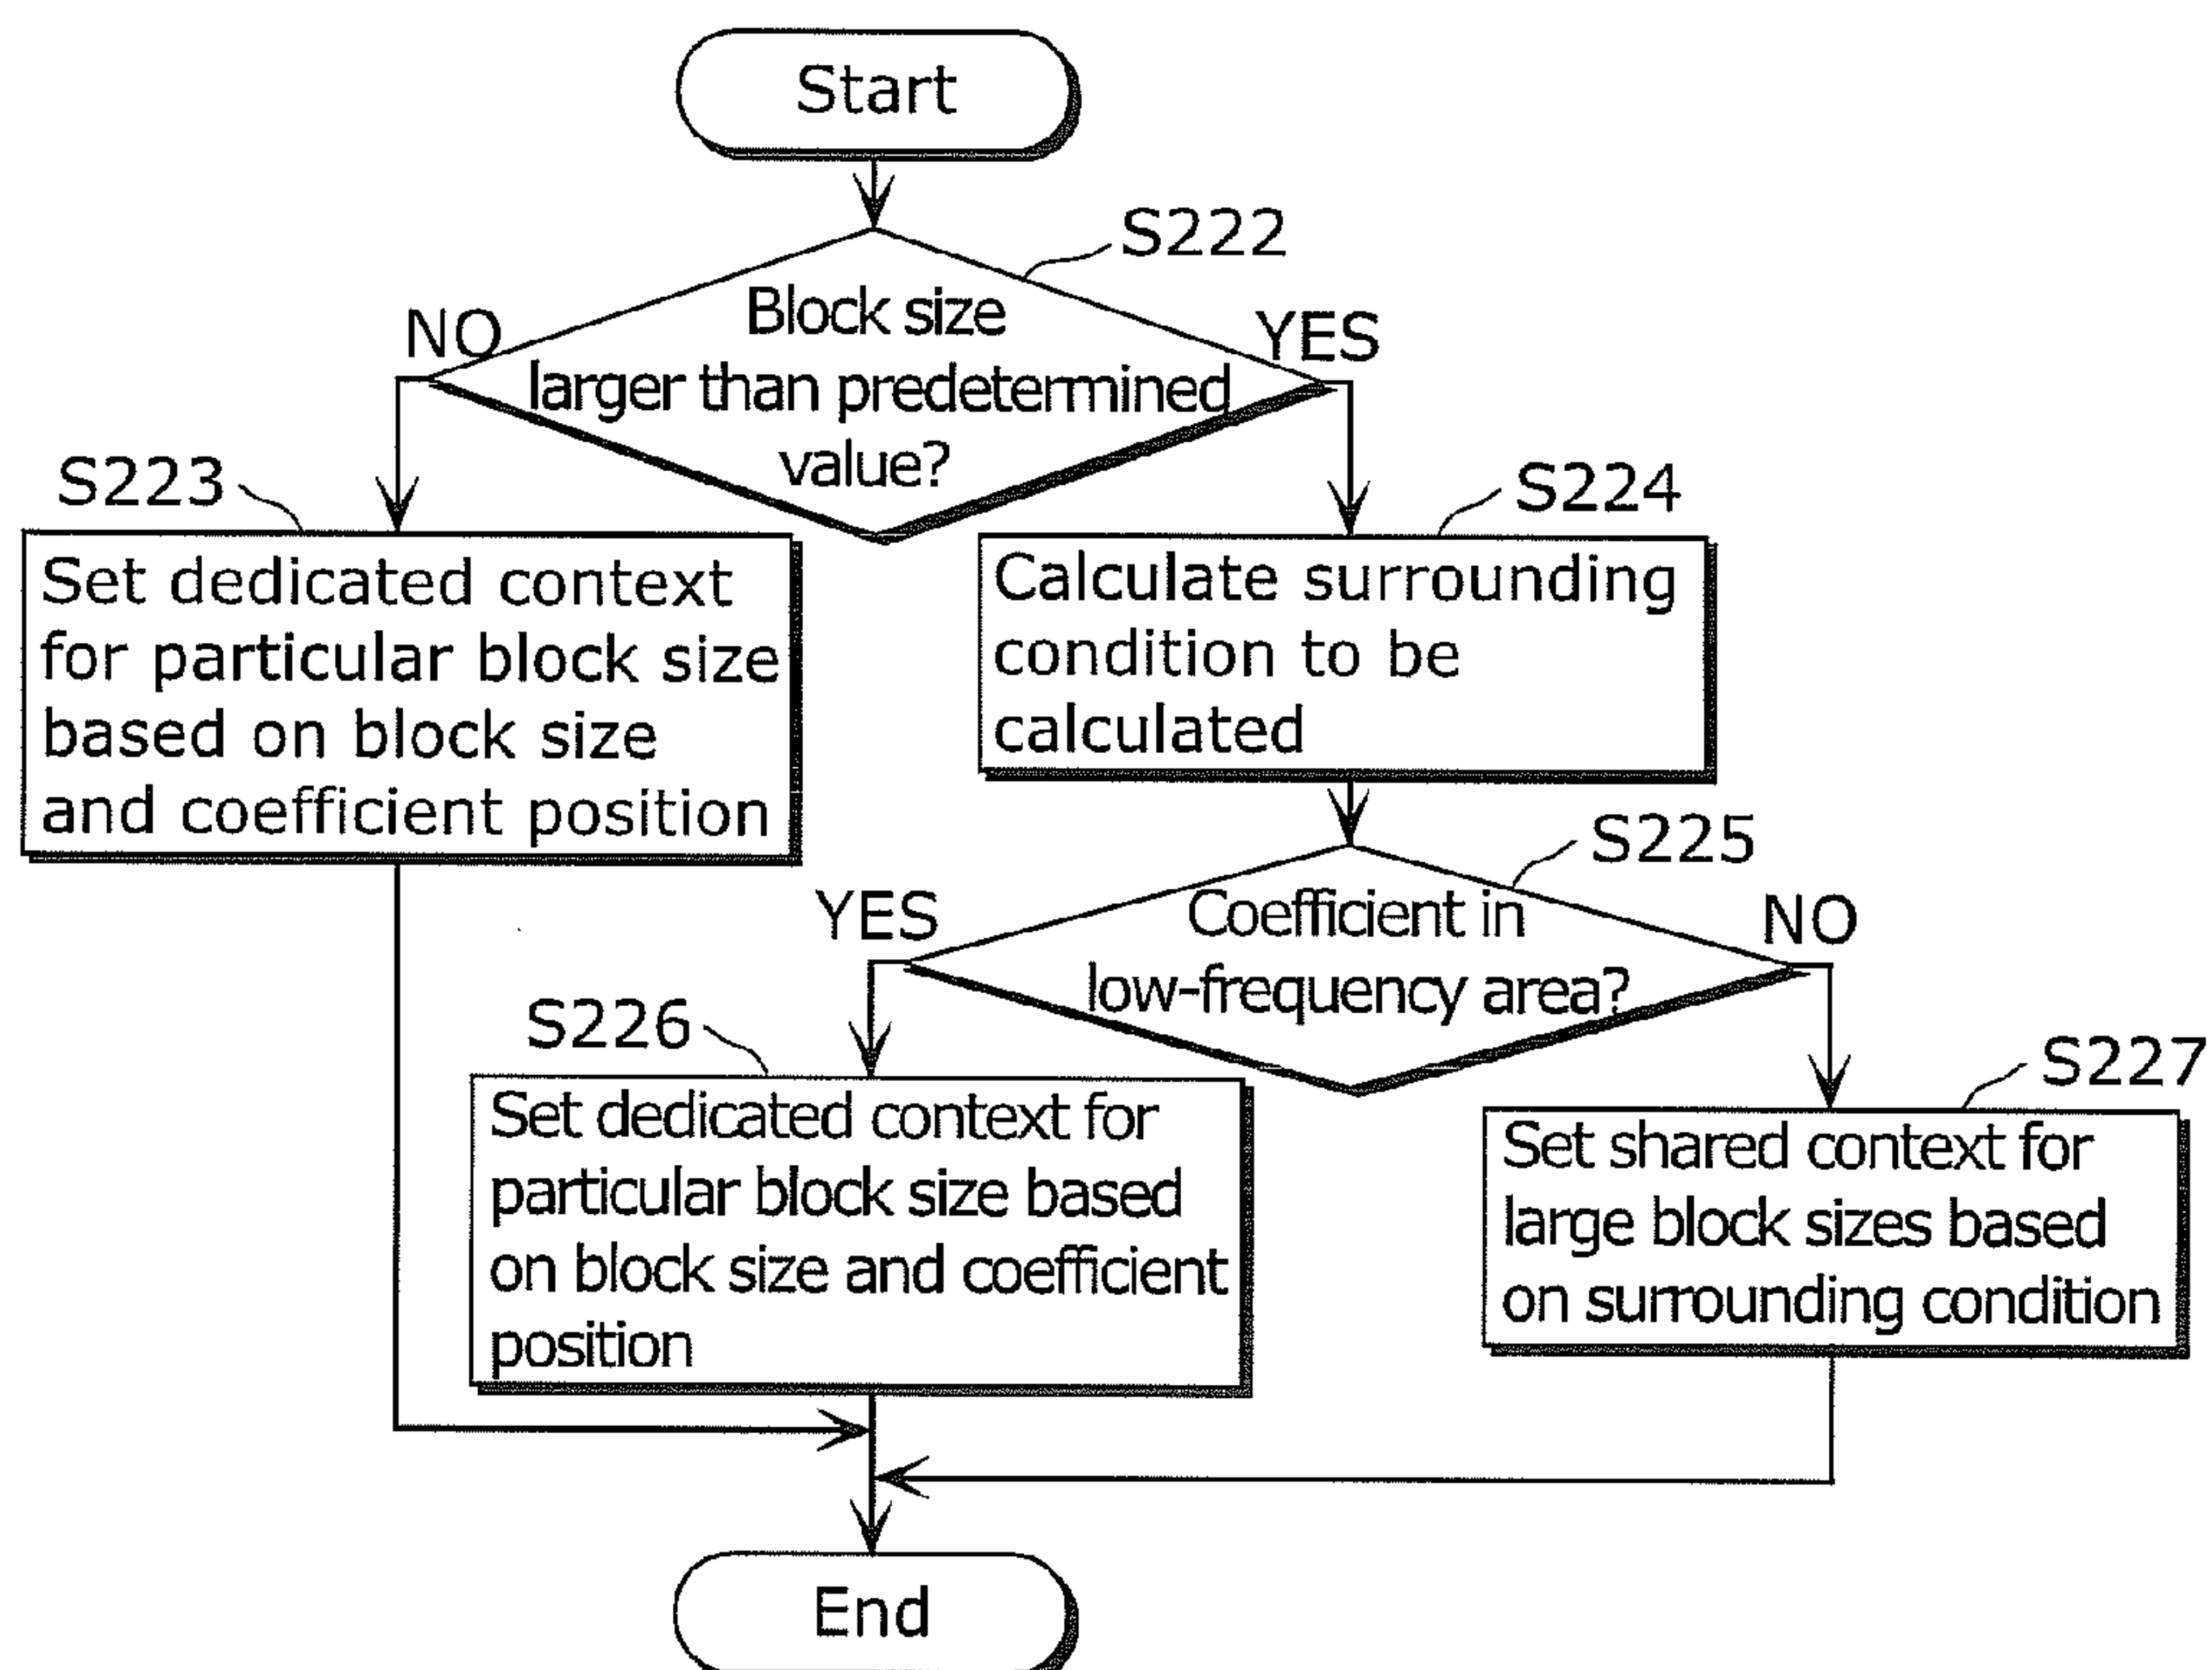 Start
S222
Block size
larger than predetermined
value?
NO
YES
S223
Set dedicated context
for particular block size
based on block size
and coefficient position
S224
Calculate surrounding
condition to be
calculated
S225
Coefficient in
low-frequency area?
YES
NO
S226
Set dedicated context for
particular block size based
on block size and coefficient
position
S227
Set shared context for
large block sizes based
on surrounding condition
End